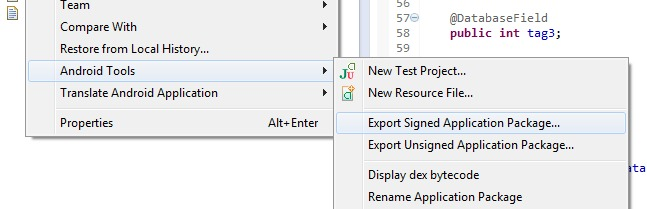 Team
Compare With
Restore from Local History...
Android Tools
Translate Android Application
Properties Alt+Enter
56
57 @DatabaseField
58 public int tag3;
59
New Test Project...
New Resource File...
Export Signed Application Package...
Export Unsigned Application Package...
Display dex bytecode
Rename Application Package
ata